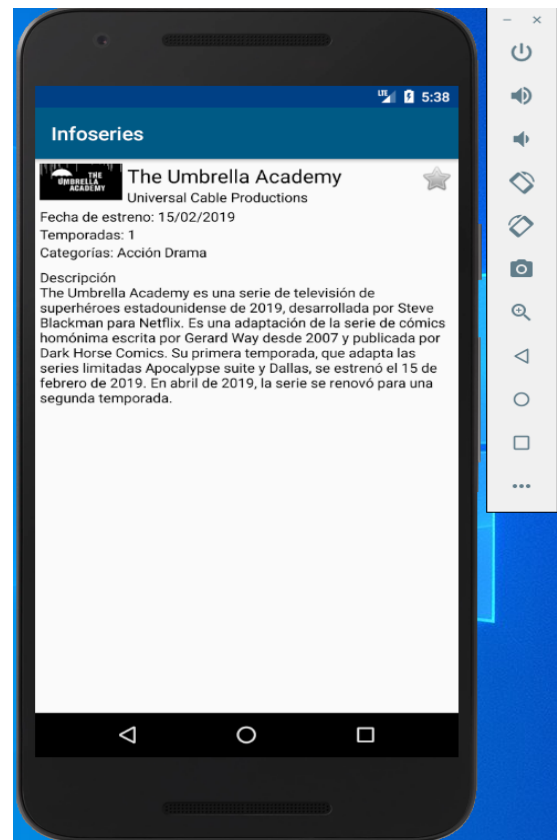 LTE 5:38
Infoseries
THE UMBRELLA ACADEMY
The Umbrella Academy
Universal Cable Productions
Fecha de estreno: 15/02/2019
Temporadas: 1
Categorías: Acción Drama
Descripción
The Umbrella Academy es una serie de televisión de
superhéroes estadounidense de 2019, desarrollada por Steve
Blackman para Netflix. Es una adaptación de la serie de cómics
homónima escrita por Gerard Way desde 2007 y publicada por
Dark Horse Comics. Su primera temporada, que adapta las
series limitadas Apocalypse suite y Dallas, se estrenó el 15 de
febrero de 2019. En abril de 2019, la serie se renovó para una
segunda temporada.